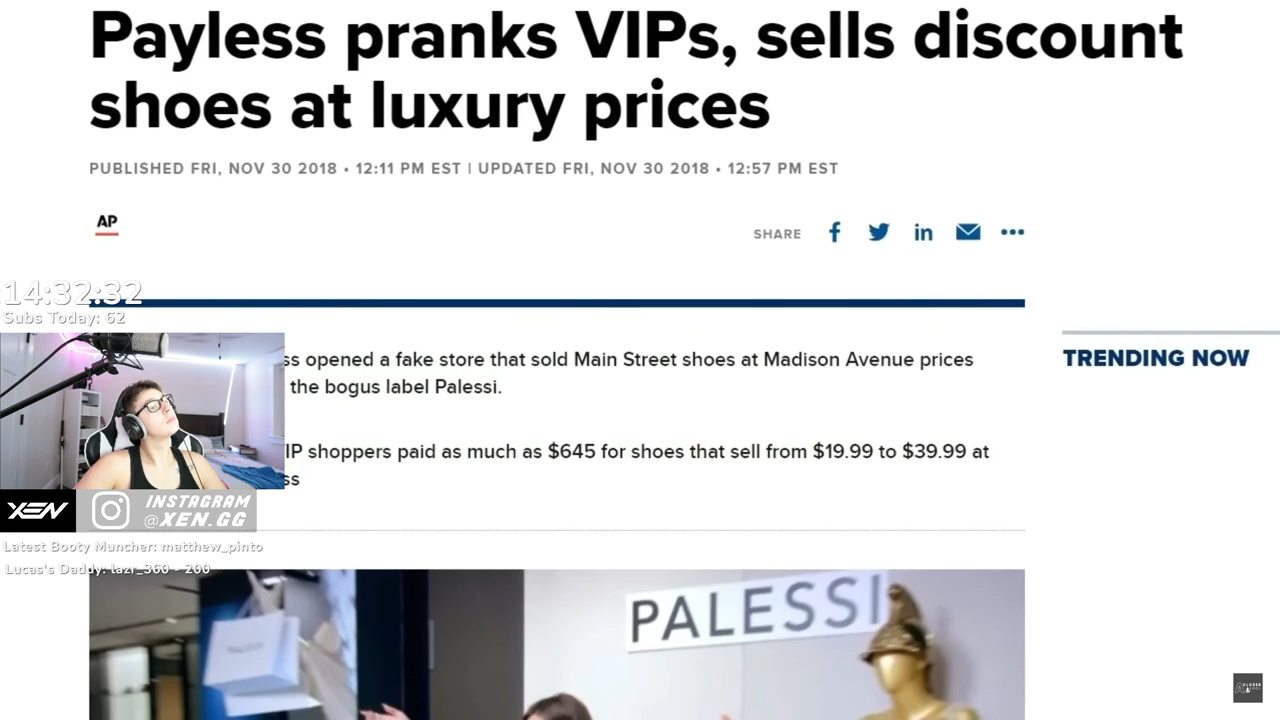 Payless pranks VIPs, sells discount
shoes at luxury prices
PUBLISHED FRI, NOV 30 2018 • 12:11 PM EST | UPDATED FRI, NOV 30 2018 • 12:57 PM EST
AP
SHARE
14:32:32
Subs Today: 62
ss opened a fake store that sold Main Street shoes at Madison Avenue prices
the bogus label Palessi.
TRENDING NOW
IP shoppers paid as much as $645 for shoes that sell from $19.99 to $39.99 at
ss
XEN
INSTAGRAM
@XEN.GG
Latest Booty Muncher: matthew_pinto
Lucas's Daddy: lazr_360 - 200
PALESSI